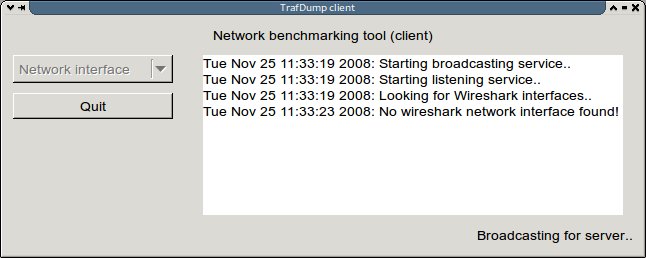 TrafDump client
Network benchmarking tool (client)
Network interface
Quit
Tue Nov 25 11:33:19 2008: Starting broadcasting service..
Tue Nov 25 11:33:19 2008: Starting listening service..
Tue Nov 25 11:33:19 2008: Looking for Wireshark interfaces..
Tue Nov 25 11:33:23 2008: No wireshark network interface found!
Broadcasting for server..